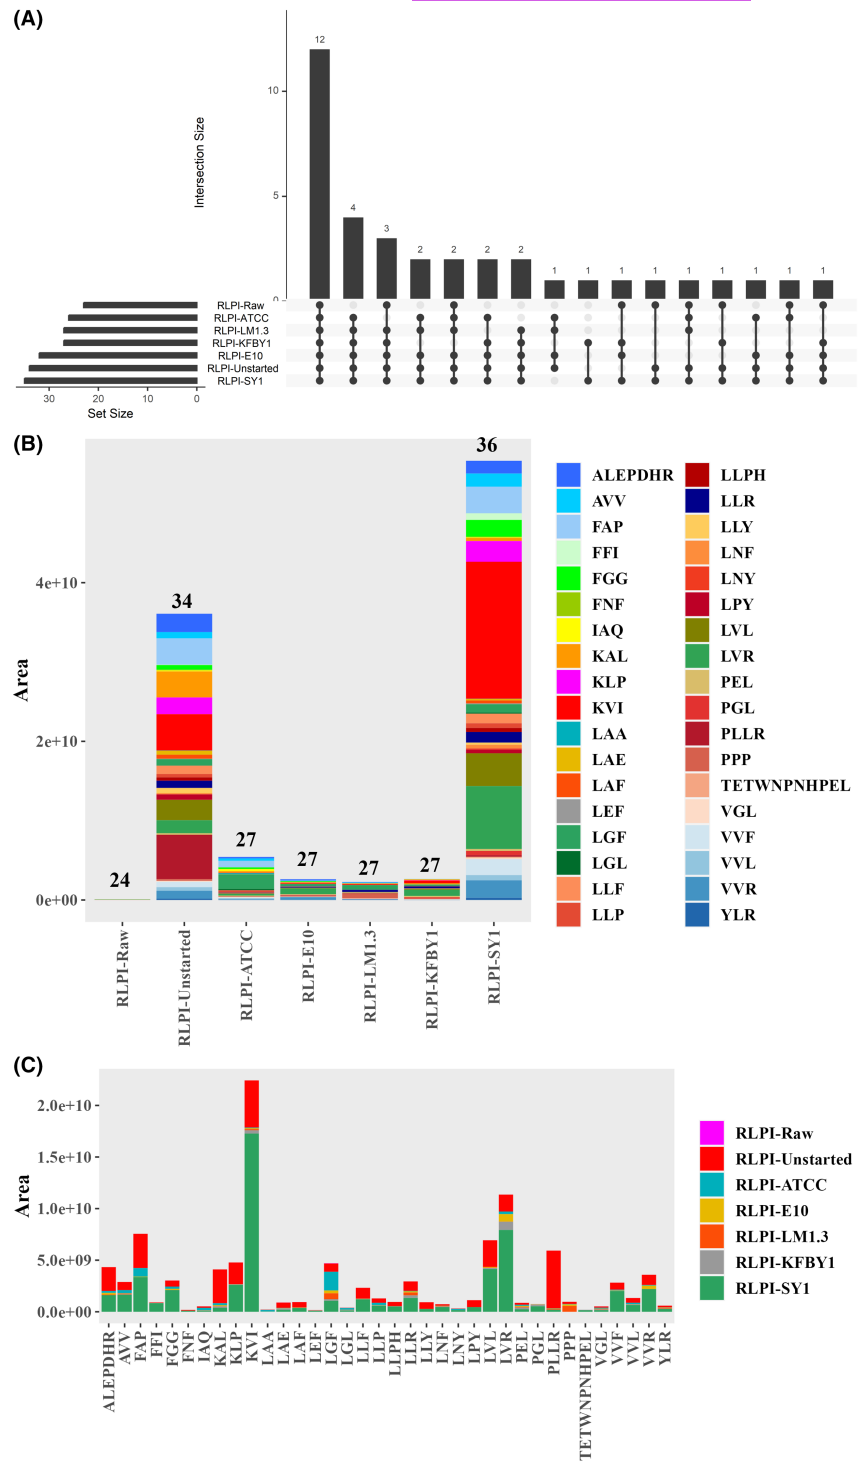 (A)
12
10
4
3
5
2
2
2
2
1
1
1
1
1
1
1
1
1
0
Intersection Size
RLPI-Raw
RLPI-ATCC
RLPI-LM1.3
RLPI-KFBY1
RLPI-E10
RLPI-Unstarted
RLPI-SY1
30
20
10
0
Set Size
(B)
36
34
27
27
27
27
24
4e+10
2e+10
0e+00
Area
RLPI-Raw
RLPI-Unstarted
RLPI-ATCC
RLPI-E10
RLPI-LM1.3
RLPI-KFBY1
RLPI-SY1
ALEPDHR
AVV
FAP
FFI
FGG
FNF
IAQ
KAL
KLP
KVI
LAA
LAE
LAF
LEF
LGF
LGL
LLF
LLP
LLPH
LLR
LLY
LNF
LNY
LPY
LVL
LVR
PEL
PGL
PLLR
PPP
TETWNPNHPEL
VGL
VVF
VVL
VVR
YLR
(C)
2.0e+10
1.5e+10
1.0e+10
5.0e+09
0.0e+00
Area
ALEPDHR
AVV
FAP
FFI
FGG
FNF
IAQ
KAL
KLP
KVI
LAA
LAE
LAF
LEF
LGF
LGL
LLF
LLP
LLPH
LLR
LLY
LNF
LNY
LPY
LVL
LVR
PEL
PGL
PLLR
PPP
TETWNPNHPEL
VGL
VVF
VVL
VVR
YLR
RLPI-Raw
RLPI-Unstarted
RLPI-ATCC
RLPI-E10
RLPI-LM1.3
RLPI-KFBY1
RLPI-SY1